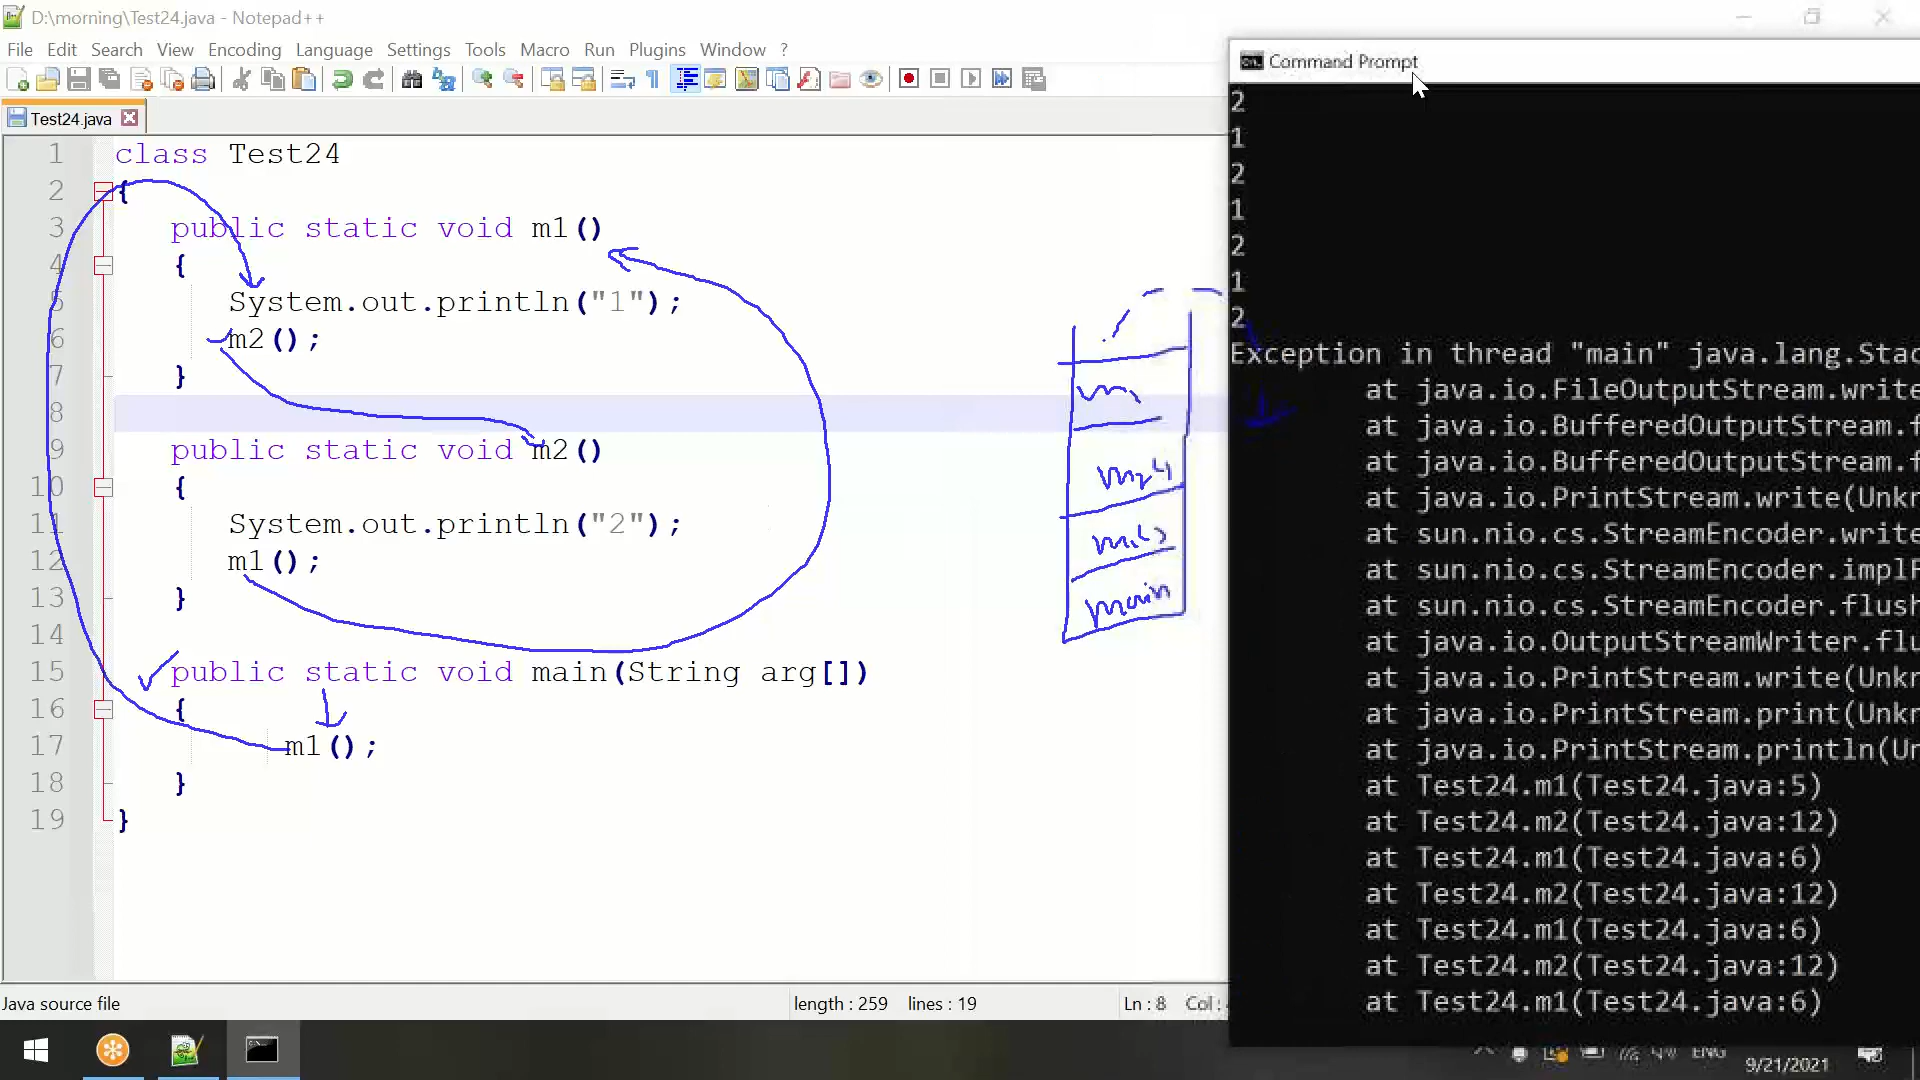 D:\morning\Test24.java - Notepad++
File Edit Search View Encoding Language Settings Tools Macro Run Plugins Window ?
Test24.java
1 class Test24
2 {
3 public static void m1()
4 {
5 System.out.println("1");
6 m2();
7 }
8
9 public static void m2()
10 {
11 System.out.println("2");
12 m1();
13 }
14
15 public static void main(String arg[])
16 {
17 m1();
18 }
19 }
main
Java source file length : 259 lines : 19 Ln : 8 Col :
Command Prompt
2
1
2
1
2
1
2
Exception in thread "main" java.lang.Stac
at java.io.FileOutputStream.write
at java.io.BufferedOutputStream.f
at java.io.BufferedOutputStream.f
at java.io.PrintStream.write(Unkn
at sun.nio.cs.StreamEncoder.write
at sun.nio.cs.StreamEncoder.implF
at sun.nio.cs.StreamEncoder.flush
at java.io.OutputStreamWriter.flu
at java.io.PrintStream.write(Unkn
at java.io.PrintStream.print(Unkn
at java.io.PrintStream.println(Un
at Test24.m1(Test24.java:5)
at Test24.m2(Test24.java:12)
at Test24.m1(Test24.java:6)
at Test24.m2(Test24.java:12)
at Test24.m1(Test24.java:6)
at Test24.m2(Test24.java:12)
at Test24.m1(Test24.java:6)
ENG
9/21/2021